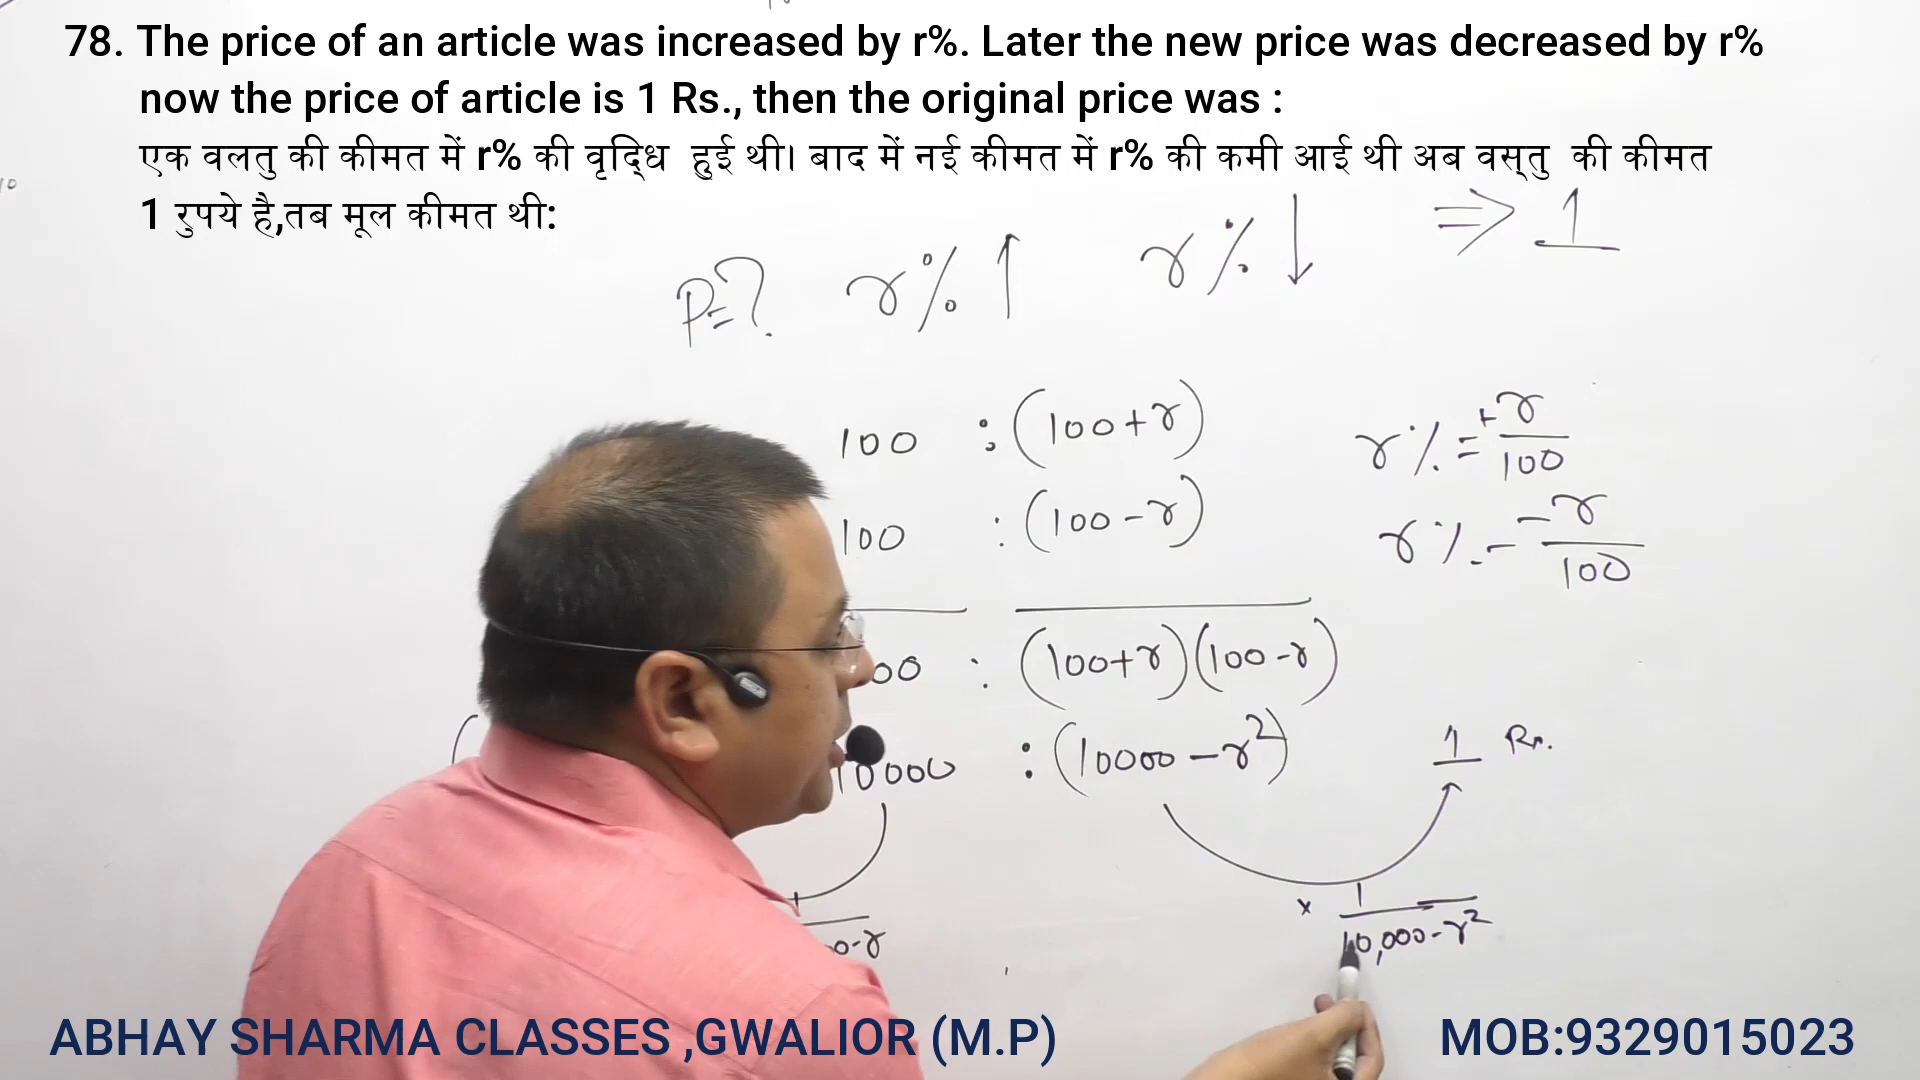 78. The price of an article was increased by r%. Later the new price was decreased by r%
now the price of article is 1 Rs., then the original price was :
एक वलतु की कीमत में r% की वृद्धि हुई थी। बाद में नई कीमत में r% की कमी आई थी अब वस्तु की कीमत
1 रुपये है,तब मूल कीमत थी:
P=? r% ↑ r% ↓ ⇒ 1
100 : (100+r) r% = +r/100
100 : (100-r) r% = -r/100
00 : (100+r)(100-r)
10000 : (10000-r²) 1 Rs.
× 1/10,000-r²
0-r
ABHAY SHARMA CLASSES ,GWALIOR (M.P) MOB:9329015023